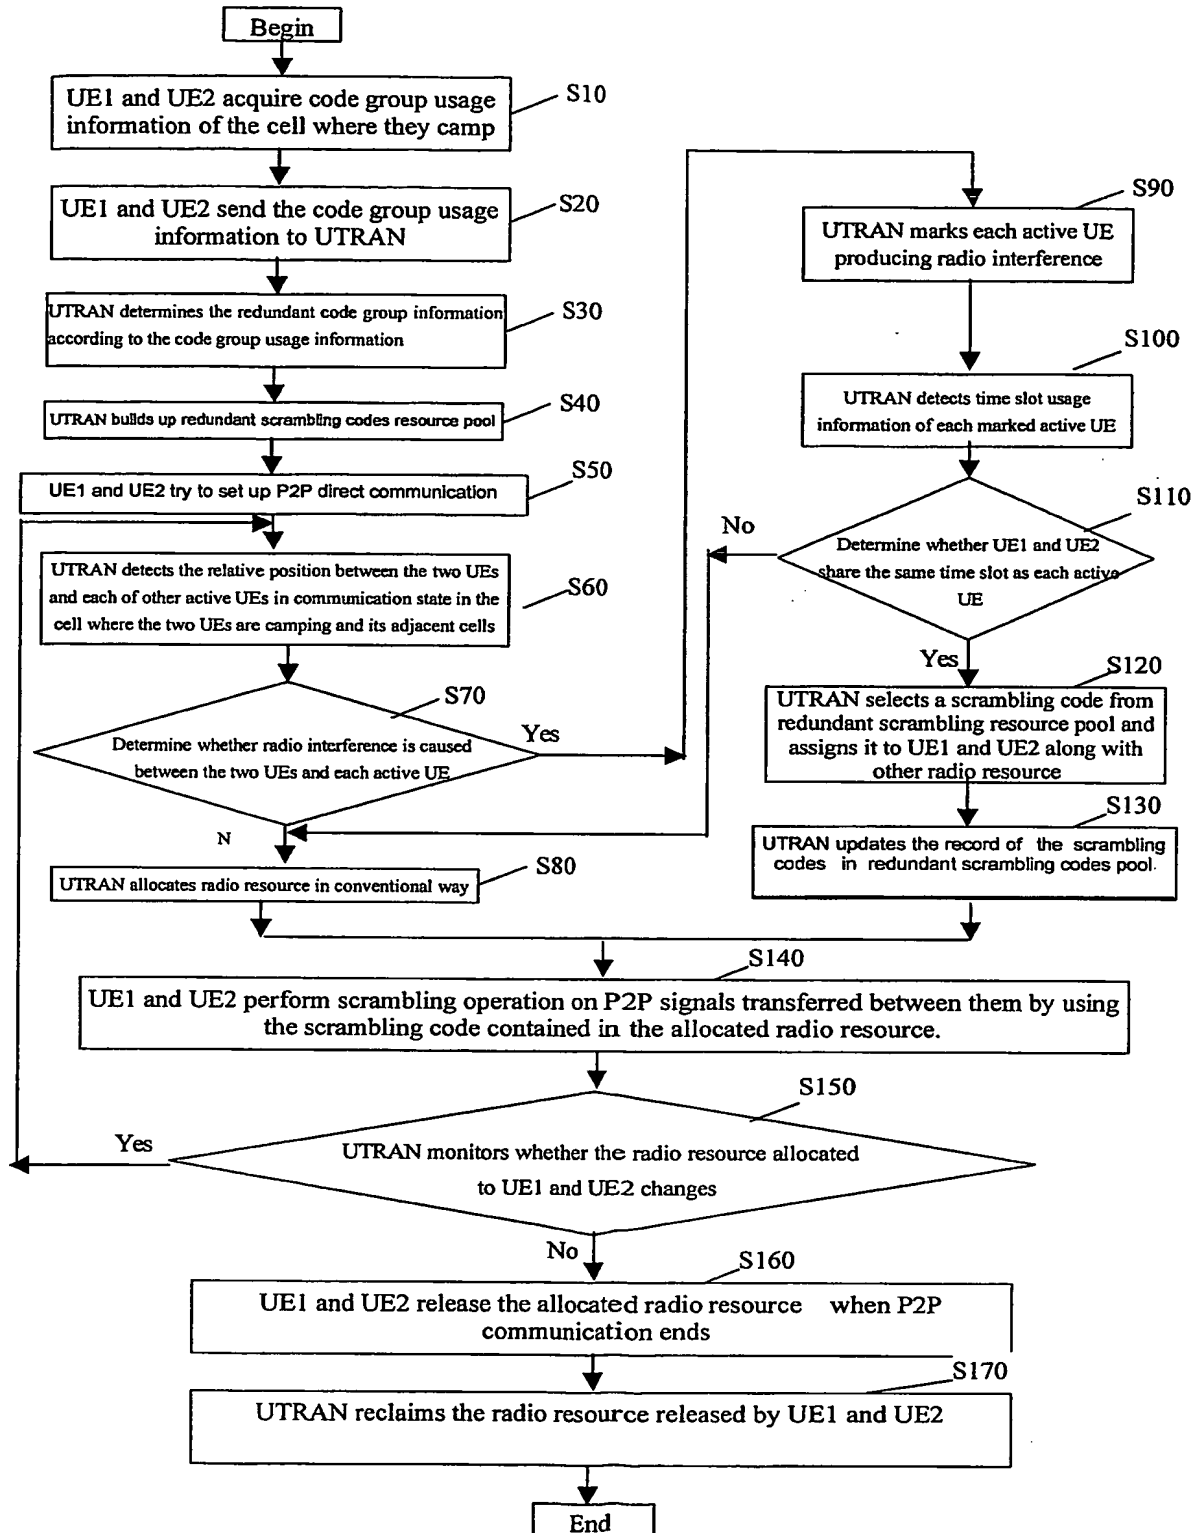 Begin
UE1 and UE2 acquire code group usage
information of the cell where they camp
S10
UE1 and UE2 send the code group usage
information to UTRAN
S20
UTRAN determines the redundant code group information
according to the code group usage information
S30
UTRAN builds up redundant scrambling codes resource pool
S40
UE1 and UE2 try to set up P2P direct communication
S50
UTRAN detects the relative position between the two UEs
and each of other active UEs in communication state in the
cell where the two UEs are camping and its adjacent cells
S60
S70
Determine whether radio interference is caused
between the two UEs and each active UE
Yes
N
UTRAN allocates radio resource in conventional way
S80
S90
UTRAN marks each active UE
producing radio interference
S100
UTRAN detects time slot usage
information of each marked active UE
S110
Determine whether UE1 and UE2
share the same time slot as each active
UE
No
Yes
S120
UTRAN selects a scrambling code from
redundant scrambling resource pool and
assigns it to UE1 and UE2 along with
other radio resource
S130
UTRAN updates the record of the scrambling
codes in redundant scrambling codes pool.
S140
UE1 and UE2 perform scrambling operation on P2P signals transferred between them by using
the scrambling code contained in the allocated radio resource.
S150
UTRAN monitors whether the radio resource allocated
to UE1 and UE2 changes
Yes
No
S160
UE1 and UE2 release the allocated radio resource when P2P
communication ends
S170
UTRAN reclaims the radio resource released by UE1 and UE2
End